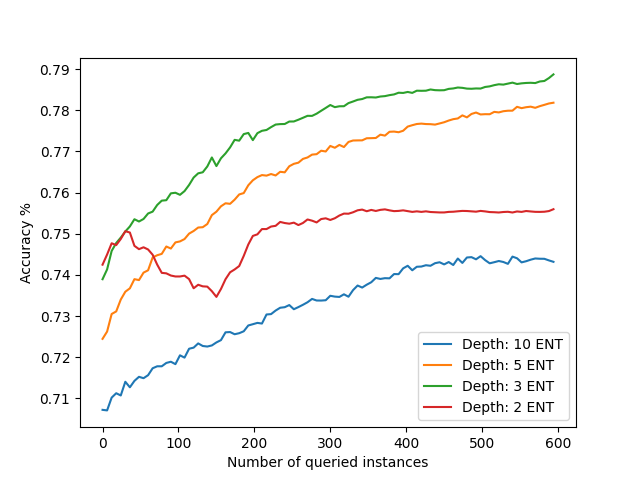 0.79
0.78
0.77
0.76
0.75
0.74
0.73
0.72
0.71
Accuracy %
0 100 200 300 400 500 600
Number of queried instances
Depth: 10 ENT
Depth: 5 ENT
Depth: 3 ENT
Depth: 2 ENT